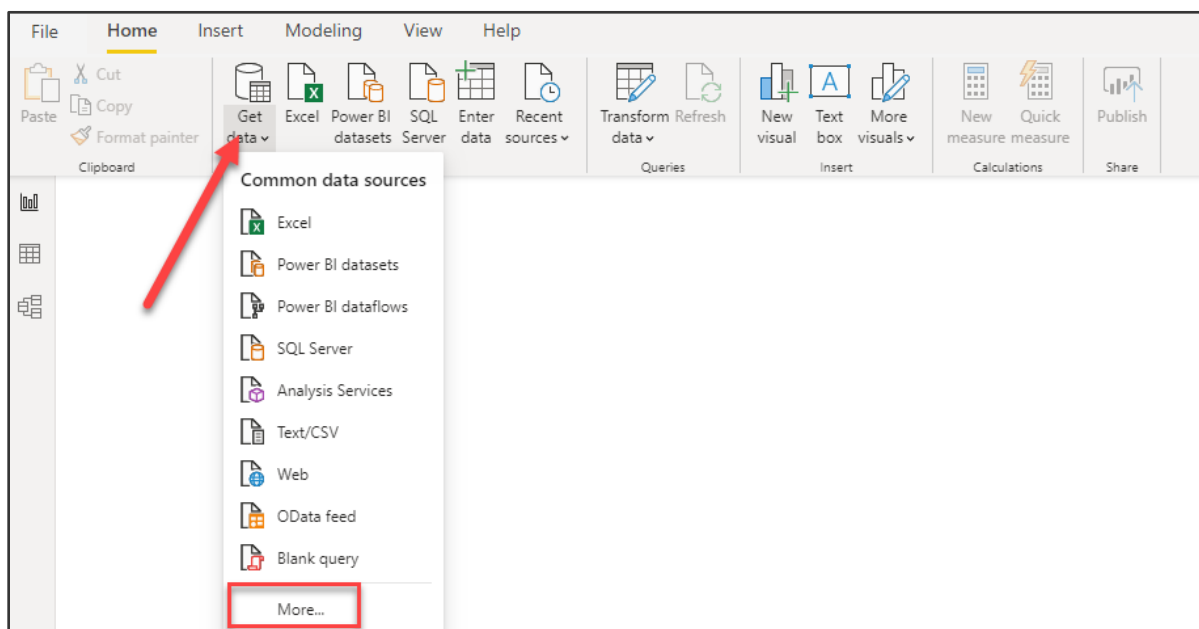 File Home Insert Modeling View Help
Paste
Cut
Copy
Format painter
Clipboard
Get data
Excel
Power BI datasets
SQL Server
Enter data
Recent sources
Transform data
Refresh
Queries
New visual
Text box
More visuals
Insert
New measure
Quick measure
Calculations
Publish
Share
Common data sources
Excel
Power BI datasets
Power BI dataflows
SQL Server
Analysis Services
Text/CSV
Web
OData feed
Blank query
More...